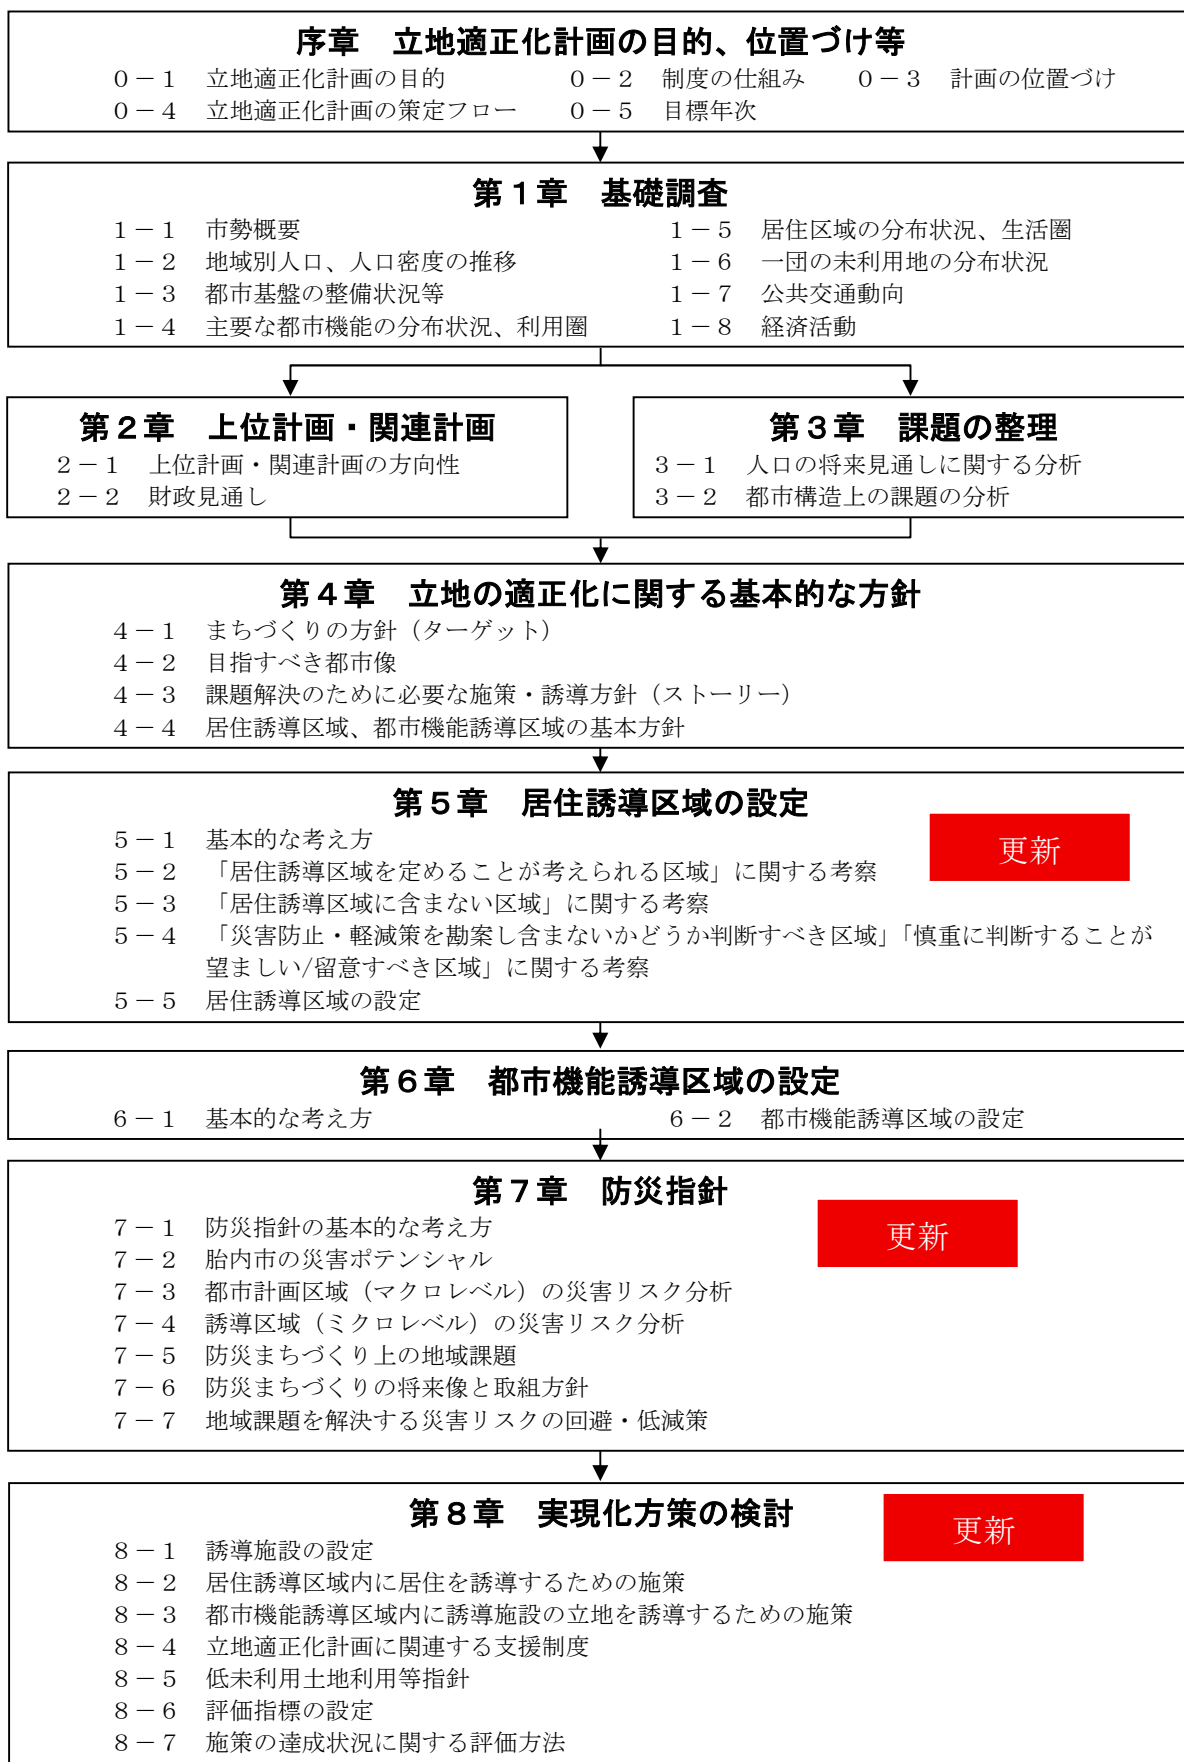 序章　立地適正化計画の目的、位置づけ等
０－１　立地適正化計画の目的　０－２　制度の仕組み　０－３　計画の位置づけ
０－４　立地適正化計画の策定フロー　０－５　目標年次
第１章　基礎調査
１－１　市勢概要　１－５　居住区域の分布状況、生活圏
１－２　地域別人口、人口密度の推移　１－６　一団の未利用地の分布状況
１－３　都市基盤の整備状況等　１－７　公共交通動向
１－４　主要な都市機能の分布状況、利用圏　１－８　経済活動
第２章　上位計画・関連計画
２－１　上位計画・関連計画の方向性
２－２　財政見通し
第３章　課題の整理
３－１　人口の将来見通しに関する分析
３－２　都市構造上の課題の分析
第４章　立地の適正化に関する基本的な方針
４－１　まちづくりの方針（ターゲット）
４－２　目指すべき都市像
４－３　課題解決のために必要な施策・誘導方針（ストーリー）
４－４　居住誘導区域、都市機能誘導区域の基本方針
第５章　居住誘導区域の設定
更新
５－１　基本的な考え方
５－２　「居住誘導区域を定めることが考えられる区域」に関する考察
５－３　「居住誘導区域に含まない区域」に関する考察
５－４　「災害防止・軽減策を勘案し含まないかどうか判断すべき区域」「慎重に判断することが
望ましい/留意すべき区域」に関する考察
５－５　居住誘導区域の設定
第６章　都市機能誘導区域の設定
６－１　基本的な考え方　６－２　都市機能誘導区域の設定
第７章　防災指針
更新
７－１　防災指針の基本的な考え方
７－２　胎内市の災害ポテンシャル
７－３　都市計画区域（マクロレベル）の災害リスク分析
７－４　誘導区域（ミクロレベル）の災害リスク分析
７－５　防災まちづくり上の地域課題
７－６　防災まちづくりの将来像と取組方針
７－７　地域課題を解決する災害リスクの回避・低減策
第８章　実現化方策の検討
更新
８－１　誘導施設の設定
８－２　居住誘導区域内に居住を誘導するための施策
８－３　都市機能誘導区域内に誘導施設の立地を誘導するための施策
８－４　立地適正化計画に関連する支援制度
８－５　低未利用土地利用等指針
８－６　評価指標の設定
８－７　施策の達成状況に関する評価方法